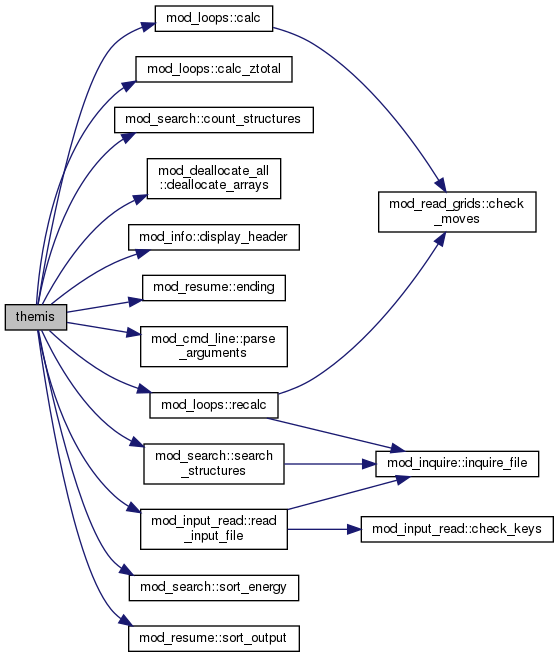 themis
mod_loops::calc
mod_loops::calc_ztotal
mod_search::count_structures
mod_deallocate_all
::deallocate_arrays
mod_info::display_header
mod_resume::ending
mod_cmd_line::parse
_arguments
mod_loops::recalc
mod_search::search
_structures
mod_input_read::read
_input_file
mod_search::sort_energy
mod_resume::sort_output
mod_read_grids::check
_moves
mod_inquire::inquire_file
mod_input_read::check_keys